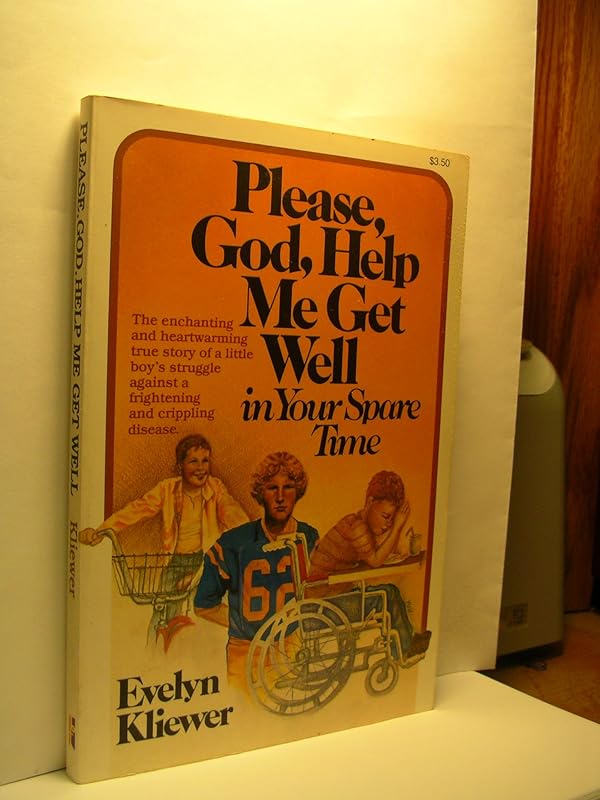 PLEASE, GOD, HELP ME GET WELL Kliewer
$3.50
Please,
God, Help
Me Get
Well
in Your Spare
Time
The enchanting
and heartwarming
true story of a little
boy's struggle
against a
frightening
and crippling
disease.
62
Evelyn
Kliewer